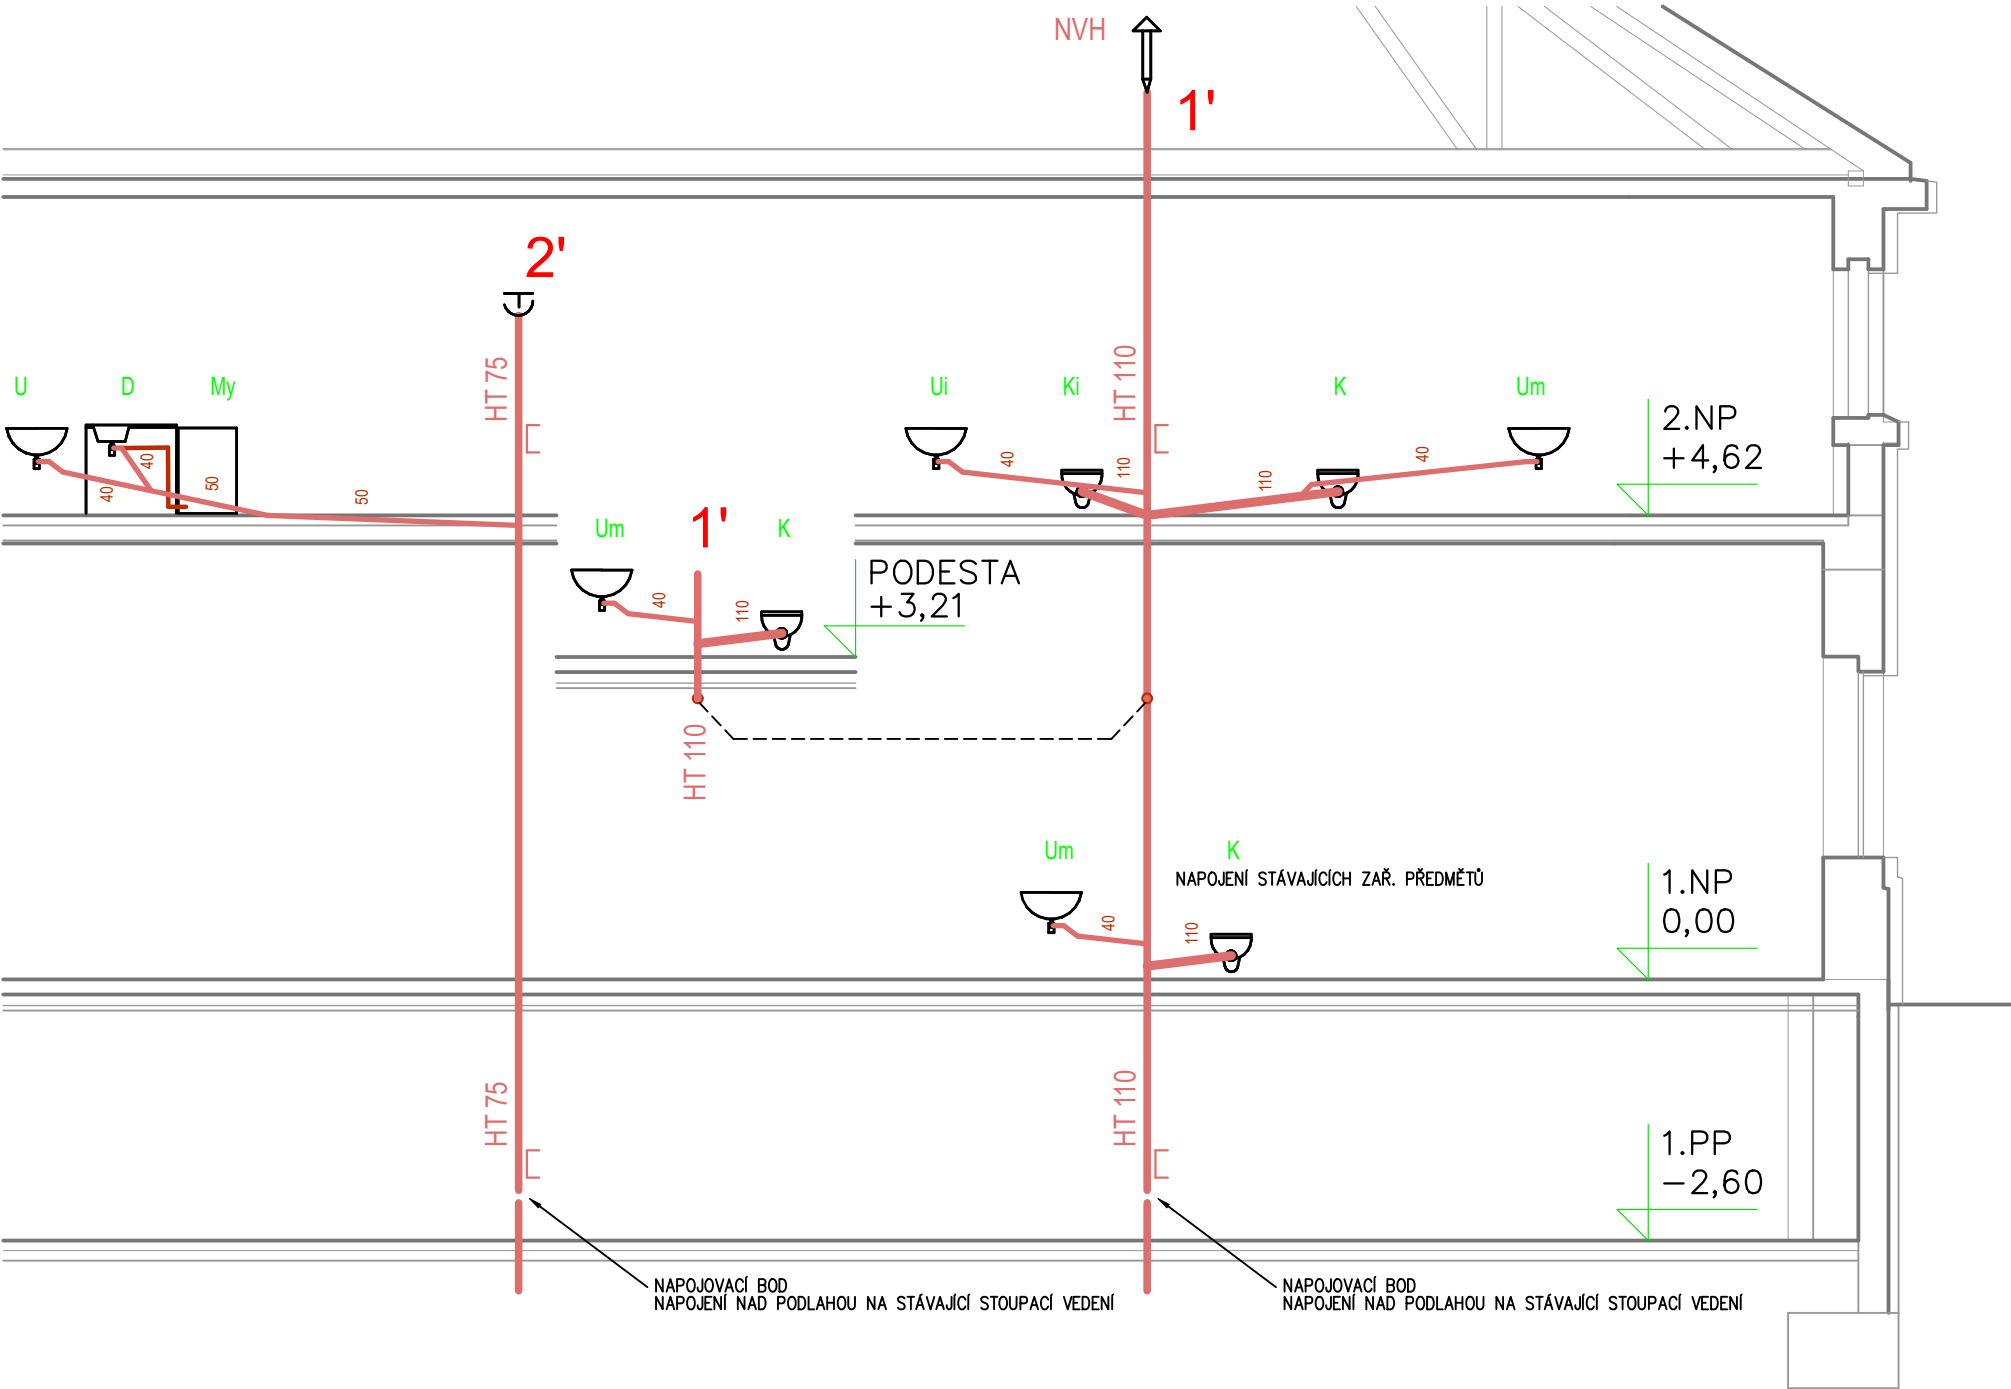 NVH
1'
2'
HT 75
HT 110
U
D
My
Ui
Ki
K
Um
2.NP
+4,62
40
40
50
50
40
110
110
40
Um
1'
K
PODESTA
+3,21
40
110
HT 110
Um
K
NAPOJENÍ STÁVAJÍCÍCH ZAŘ. PŘEDMĚTŮ
40
110
1.NP
0,00
HT 75
HT 110
1.PP
-2,60
NAPOJOVACÍ BOD
NAPOJENÍ NAD PODLAHOU NA STÁVAJÍCÍ STOUPACÍ VEDENÍ
NAPOJOVACÍ BOD
NAPOJENÍ NAD PODLAHOU NA STÁVAJÍCÍ STOUPACÍ VEDENÍ